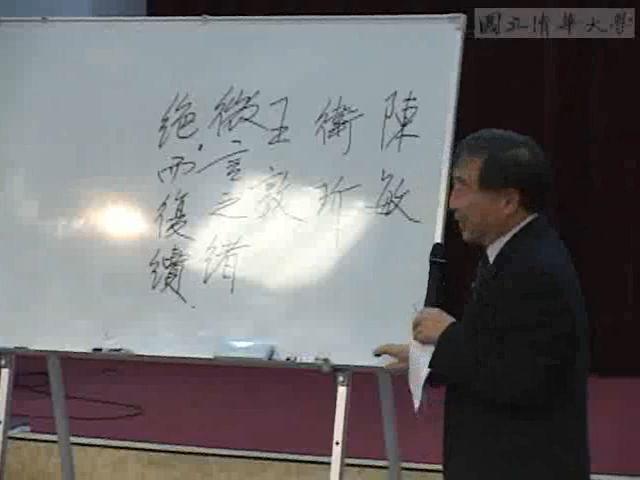 國立清華大學
陳敏
衛玠
王敦
微言之緒
絶而復續